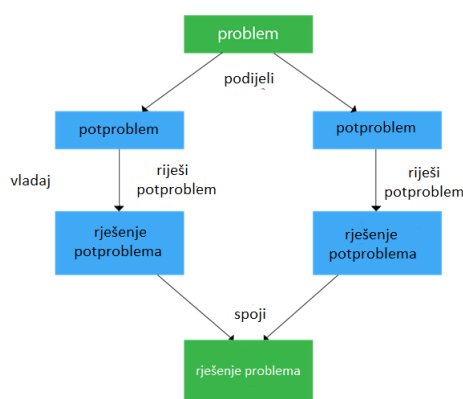 problem
podijeli
potproblem
potproblem
vladaj
riješi
potproblem
riješi
potproblem
rješenje
potproblema
rješenje
potproblema
spoji
rješenje problema